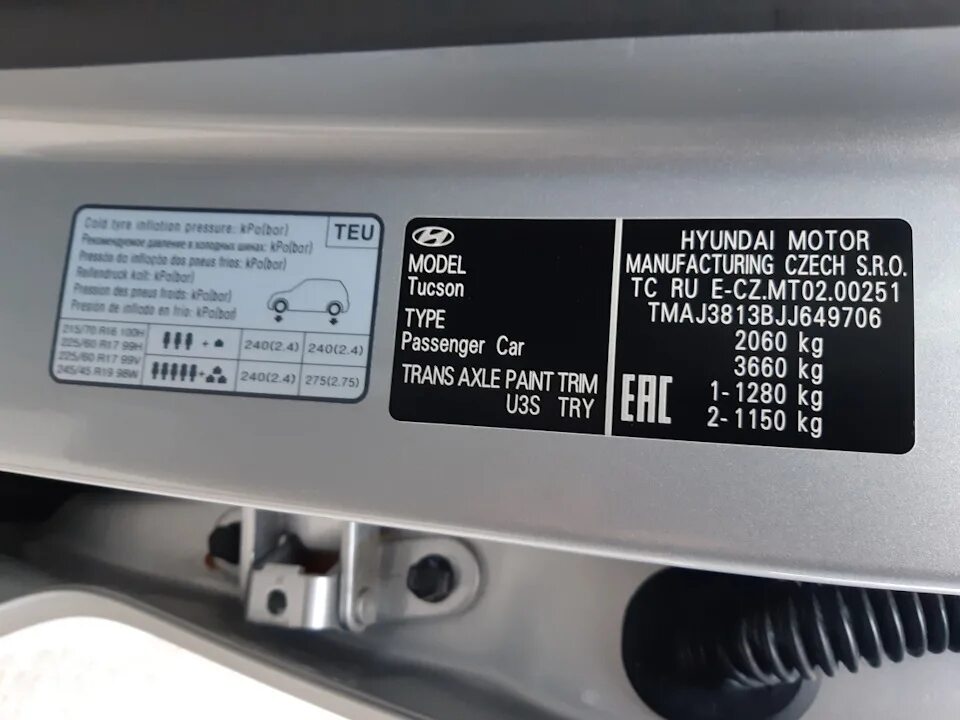 Cold tyre inflation pressure: kPa(bar)
TEU
Рекомендуемое давление в холодных шинах: kPa(bar)
Pressão de inflação dos pneus frios: kPa(bar)
Reifendruck kalt: kPa(bar)
Pression des pneus froids: kPa(bar)
Presión de inflado en frío: kPa(bar)
215/70 R16 100H
225/60 R17 99H
225/60 R17 99V
245/45 R19 98W
+
240(2.4) 240(2.4)
+
240(2.4) 275(2.75)
MODEL
Tucson
TYPE
Passenger Car
TRANS AXLE PAINT TRIM
U3S TRY
HYUNDAI MOTOR
MANUFACTURING CZECH S.R.O.
TC RU E-CZ.MT02.00251
TMAJ3813BJJ649706
2060 kg
3660 kg
1-1280 kg
2-1150 kg
EAC